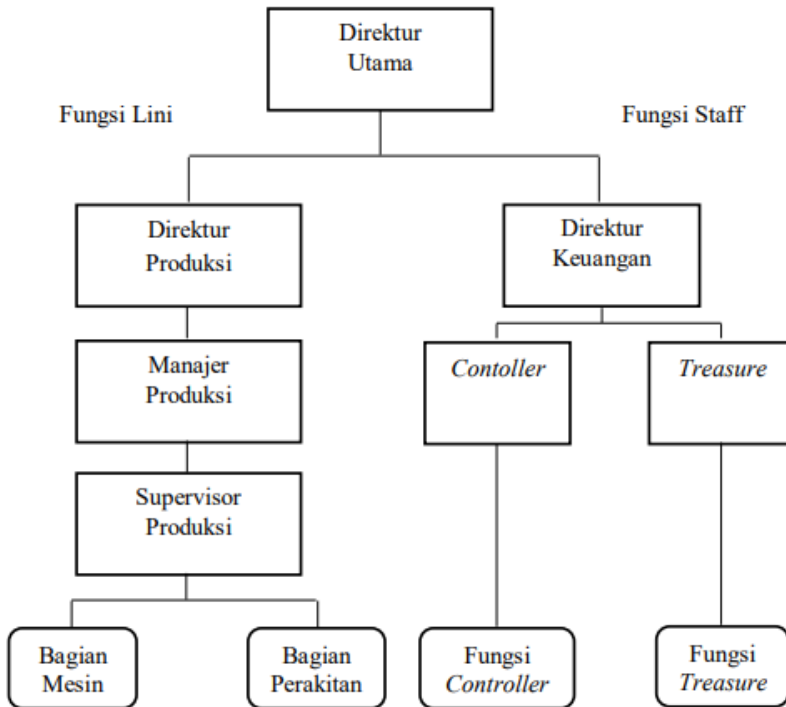 Direktur
Utama
Fungsi Lini
Fungsi Staff
Direktur
Produksi
Direktur
Keuangan
Manajer
Produksi
Contoller
Treasure
Supervisor
Produksi
Bagian
Mesin
Bagian
Perakitan
Fungsi
Controller
Fungsi
Treasure